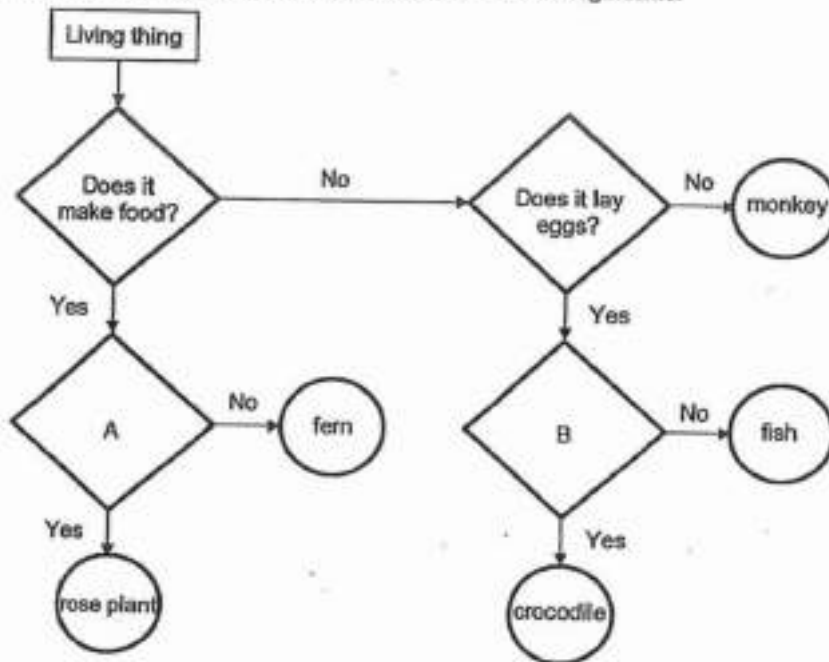 Living thing
Does it
make food?
No
Does it lay
eggs?
No
monkey
Yes
Yes
A
No
fern
B
No
fish
Yes
Yes
rose plant
crocodile